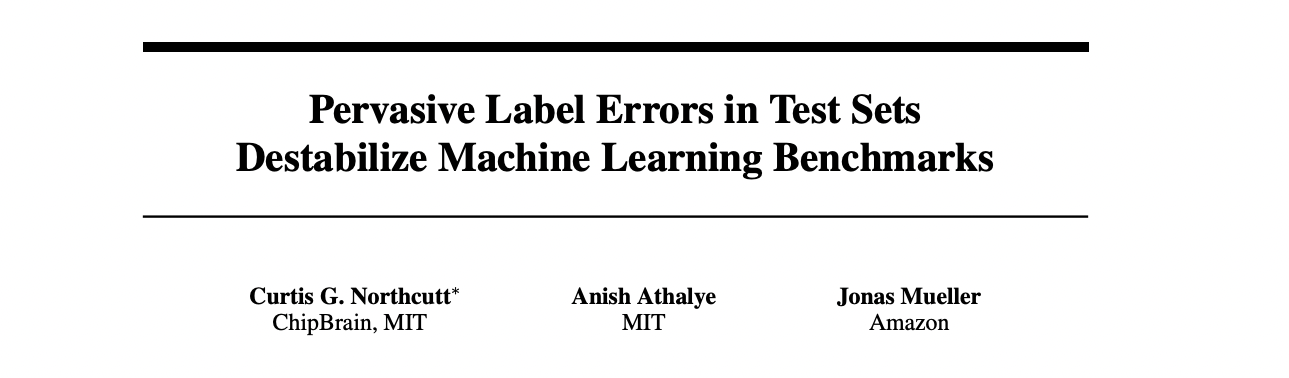 Pervasive Label Errors in Test Sets
Destabilize Machine Learning Benchmarks
Curtis G. Northcutt* Anish Athalye Jonas Mueller
ChipBrain, MIT MIT Amazon